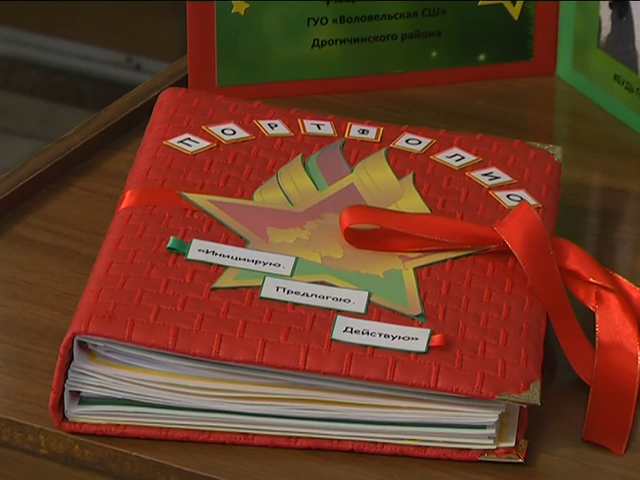 ГУО «Воловельская СШ»
Дрогичинского района
ПОРТФОЛИО
«Инициирую.
Предлагаю.
Действую»